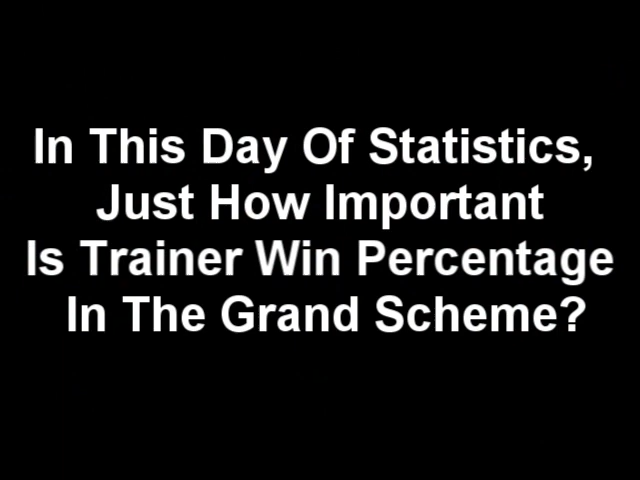 In This Day Of Statistics,
Just How Important
Is Trainer Win Percentage
In The Grand Scheme?